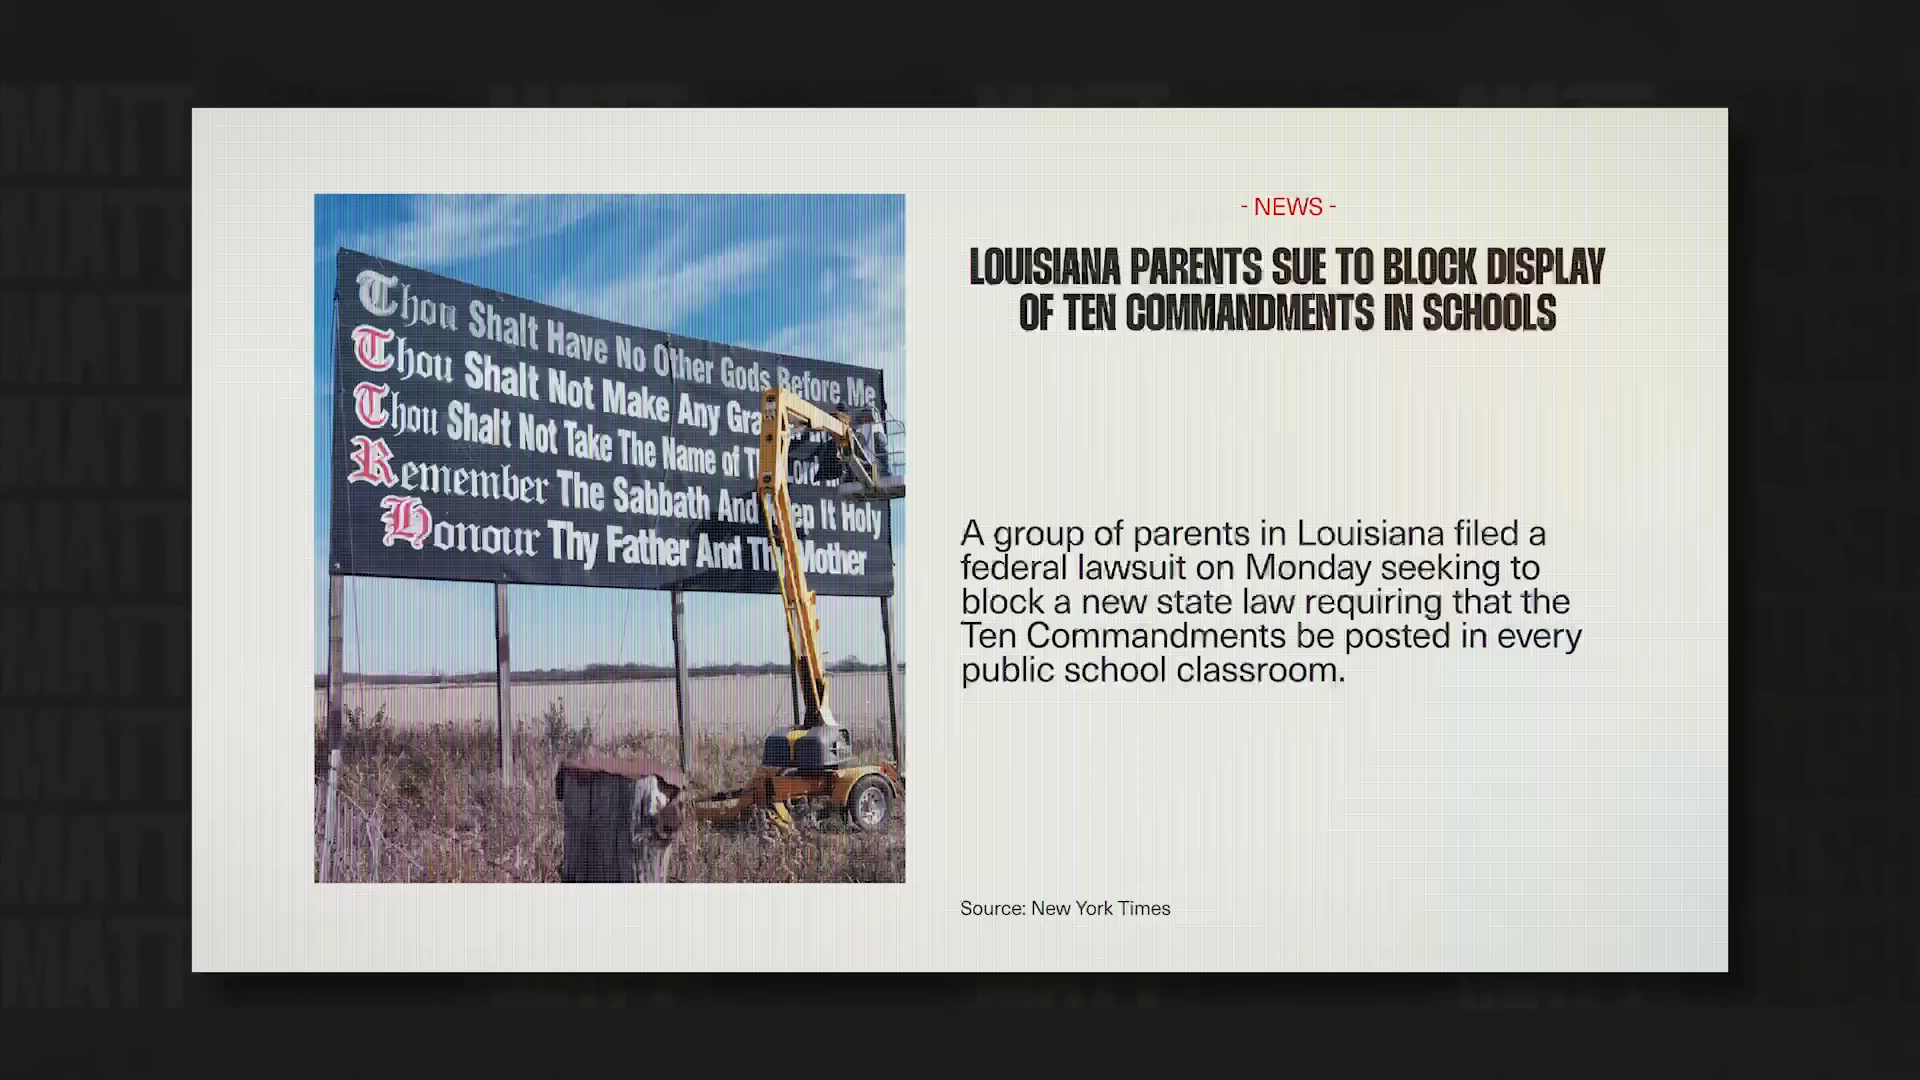 - NEWS -
LOUISIANA PARENTS SUE TO BLOCK DISPLAY
OF TEN COMMANDMENTS IN SCHOOLS
A group of parents in Louisiana filed a
federal lawsuit on Monday seeking to
block a new state law requiring that the
Ten Commandments be posted in every
public school classroom.
Source: New York Times
Thou Shalt Have No Other Gods Before Me
Thou Shalt Not Make Any
Thou Shalt Not Take The Name of
Remember The Sabbath And It Holy
Honour Thy Father And Mother
MATT